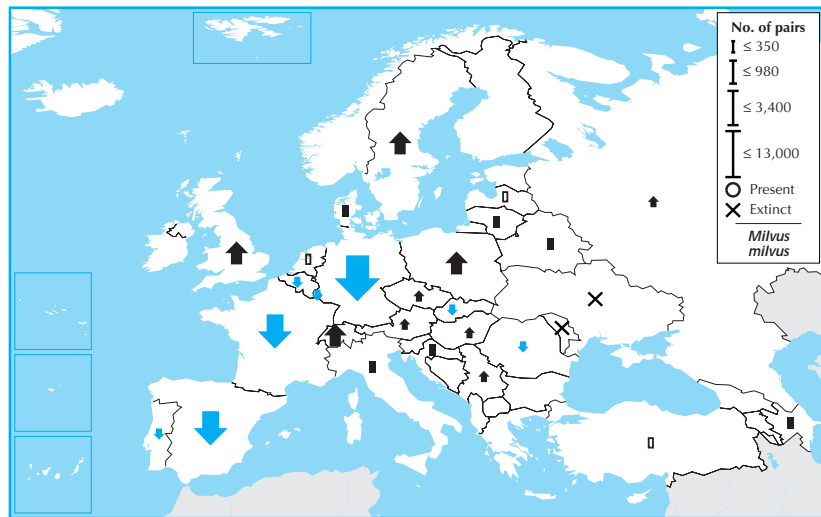 No. of pairs
≤ 350
≤ 980
≤ 3,400
≤ 13,000
Present
Extinct
Milvus
milvus